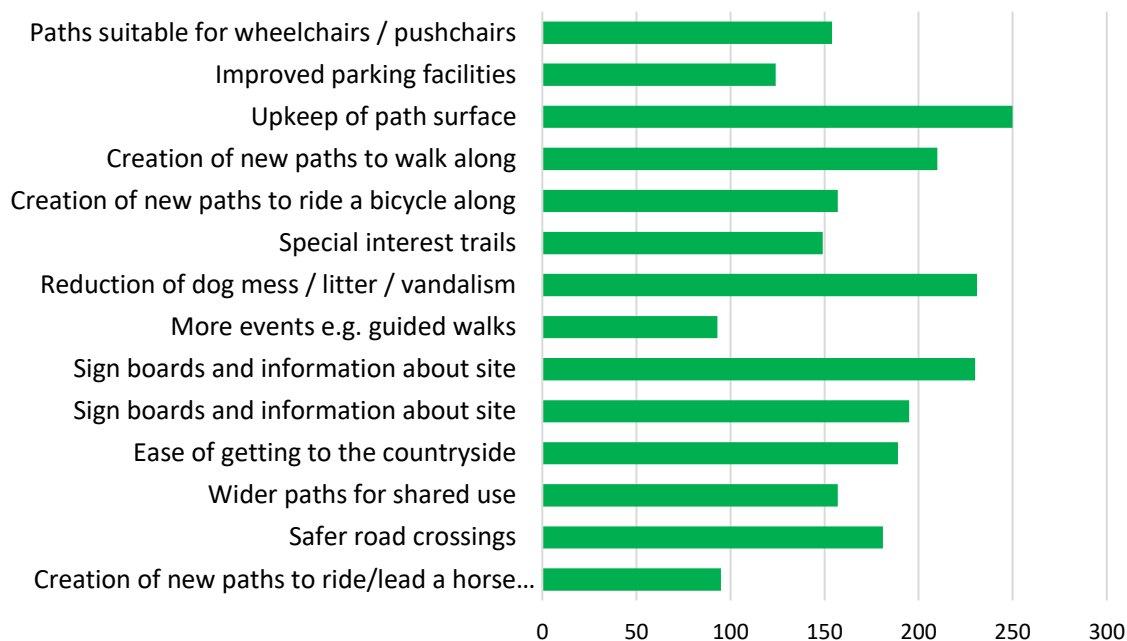 Paths suitable for wheelchairs / pushchairs
Improved parking facilities
Upkeep of path surface
Creation of new paths to walk along
Creation of new paths to ride a bicycle along
Special interest trails
Reduction of dog mess / litter / vandalism
More events e.g. guided walks
Sign boards and information about site
Sign boards and information about site
Ease of getting to the countryside
Wider paths for shared use
Safer road crossings
Creation of new paths to ride/lead a horse...
0 50 100 150 200 250 300